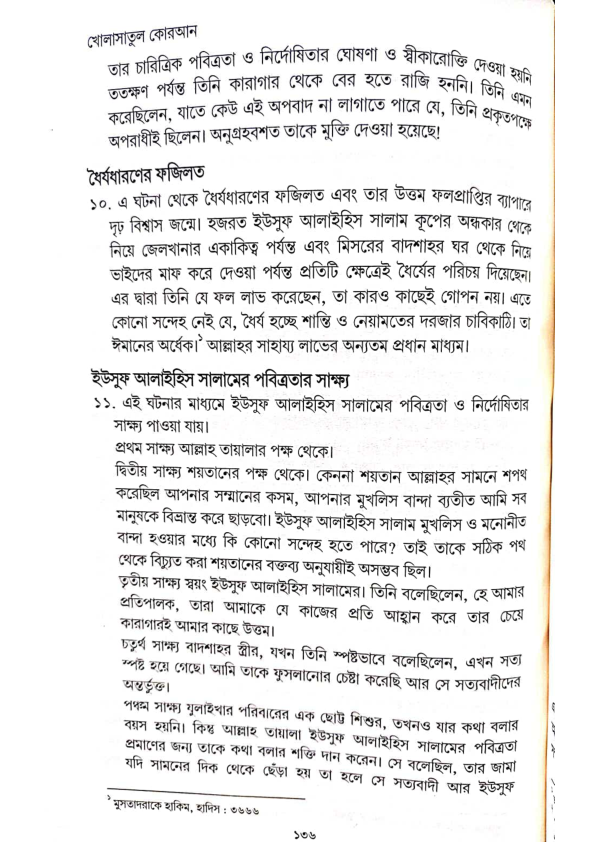 খোলাসাতুল কোরআন
তার চারিত্রিক পবিত্রতা ও নির্দোষিতার ঘোষণা ও স্বীকারোক্তি দেওয়া হয়নি
ততক্ষণ পর্যন্ত তিনি কারাগার থেকে বের হতে রাজি হননি। তিনি এমন
করেছিলেন, যাতে কেউ এই অপবাদ না লাগাতে পারে যে, তিনি প্রকৃতপক্ষে
অপরাধীই ছিলেন। অনুগ্রহবশত তাকে মুক্তি দেওয়া হয়েছে!
ধৈর্যধারণের ফজিলত
১০. এ ঘটনা থেকে ধৈর্যধারণের ফজিলত এবং তার উত্তম ফলপ্রাপ্তির ব্যাপারে
দৃঢ় বিশ্বাস জন্মে। হজরত ইউসুফ আলাইহিস সালাম কূপের অন্ধকার থেকে
নিয়ে জেলখানার একাকিত্ব পর্যন্ত এবং মিসরের বাদশাহর ঘর থেকে নিয়ে
ভাইদের মাফ করে দেওয়া পর্যন্ত প্রতিটি ক্ষেত্রেই ধৈর্যের পরিচয় দিয়েছেন।
এর দ্বারা তিনি যে ফল লাভ করেছেন, তা কারও কাছেই গোপন নয়। এতে
কোনো সন্দেহ নেই যে, ধৈর্য হচ্ছে শান্তি ও নেয়ামতের দরজার চাবিকাঠি। তা
ঈমানের অর্ধেক।১ আল্লাহর সাহায্য লাভের অন্যতম প্রধান মাধ্যম।
ইউসুফ আলাইহিস সালামের পবিত্রতার সাক্ষ্য
১১. এই ঘটনার মাধ্যমে ইউসুফ আলাইহিস সালামের পবিত্রতা ও নির্দোষিতার
সাক্ষ্য পাওয়া যায়।
প্রথম সাক্ষ্য আল্লাহ তায়ালার পক্ষ থেকে।
দ্বিতীয় সাক্ষ্য শয়তানের পক্ষ থেকে। কেননা শয়তান আল্লাহর সামনে শপথ
করেছিল আপনার সম্মানের কসম, আপনার মুখলিস বান্দা ব্যতীত আমি সব
মানুষকে বিভ্রান্ত করে ছাড়বো। ইউসুফ আলাইহিস সালাম মুখলিস ও মনোনীত
বান্দা হওয়ার মধ্যে কি কোনো সন্দেহ হতে পারে? তাই তাকে সঠিক পথ
থেকে বিচ্যুত করা শয়তানের বক্তব্য অনুযায়ীই অসম্ভব ছিল।
তৃতীয় সাক্ষ্য স্বয়ং ইউসুফ আলাইহিস সালামের। তিনি বলেছিলেন, হে আমার
প্রতিপালক, তারা আমাকে যে কাজের প্রতি আহ্বান করে তার চেয়ে
কারাগারই আমার কাছে উত্তম।
চতুর্থ সাক্ষ্য বাদশাহর স্ত্রীর, যখন তিনি স্পষ্টভাবে বলেছিলেন, এখন সত্য
স্পষ্ট হয়ে গেছে। আমি তাকে ফুসলানোর চেষ্টা করেছি আর সে সত্যবাদীদের
অন্তর্ভুক্ত।
পঞ্চম সাক্ষ্য যুলাইখার পরিবারের এক ছোট্ট শিশুর, তখনও যার কথা বলার
বয়স হয়নি। কিন্তু আল্লাহ তায়ালা ইউসুফ আলাইহিস সালামের পবিত্রতা
প্রমাণের জন্য তাকে কথা বলার শক্তি দান করেন। সে বলেছিল, তার জামা
যদি সামনের দিক থেকে ছেঁড়া হয় তা হলে সে সত্যবাদী আর ইউসুফ
১ মুসতাদরাকে হাকিম, হাদিস : ৩৬৬৬
১৩৬